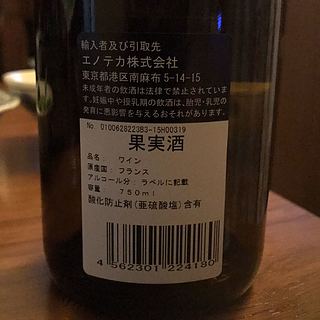 輸入者及び引取先
エノテカ株式会社
東京都港区南麻布5-14-15
未成年者の飲酒は法律で禁止されていま
す。妊娠中や授乳期の飲酒は、胎児・乳児の
発育に悪影響を与えるおそれがあります。
No. 010062822383-15H00319
果実酒
品名： ワイン
原産国：フランス
アルコール分：ラベルに記載
容量： 750ml
酸化防止剤(亜硫酸塩)含有
4 562301 224180